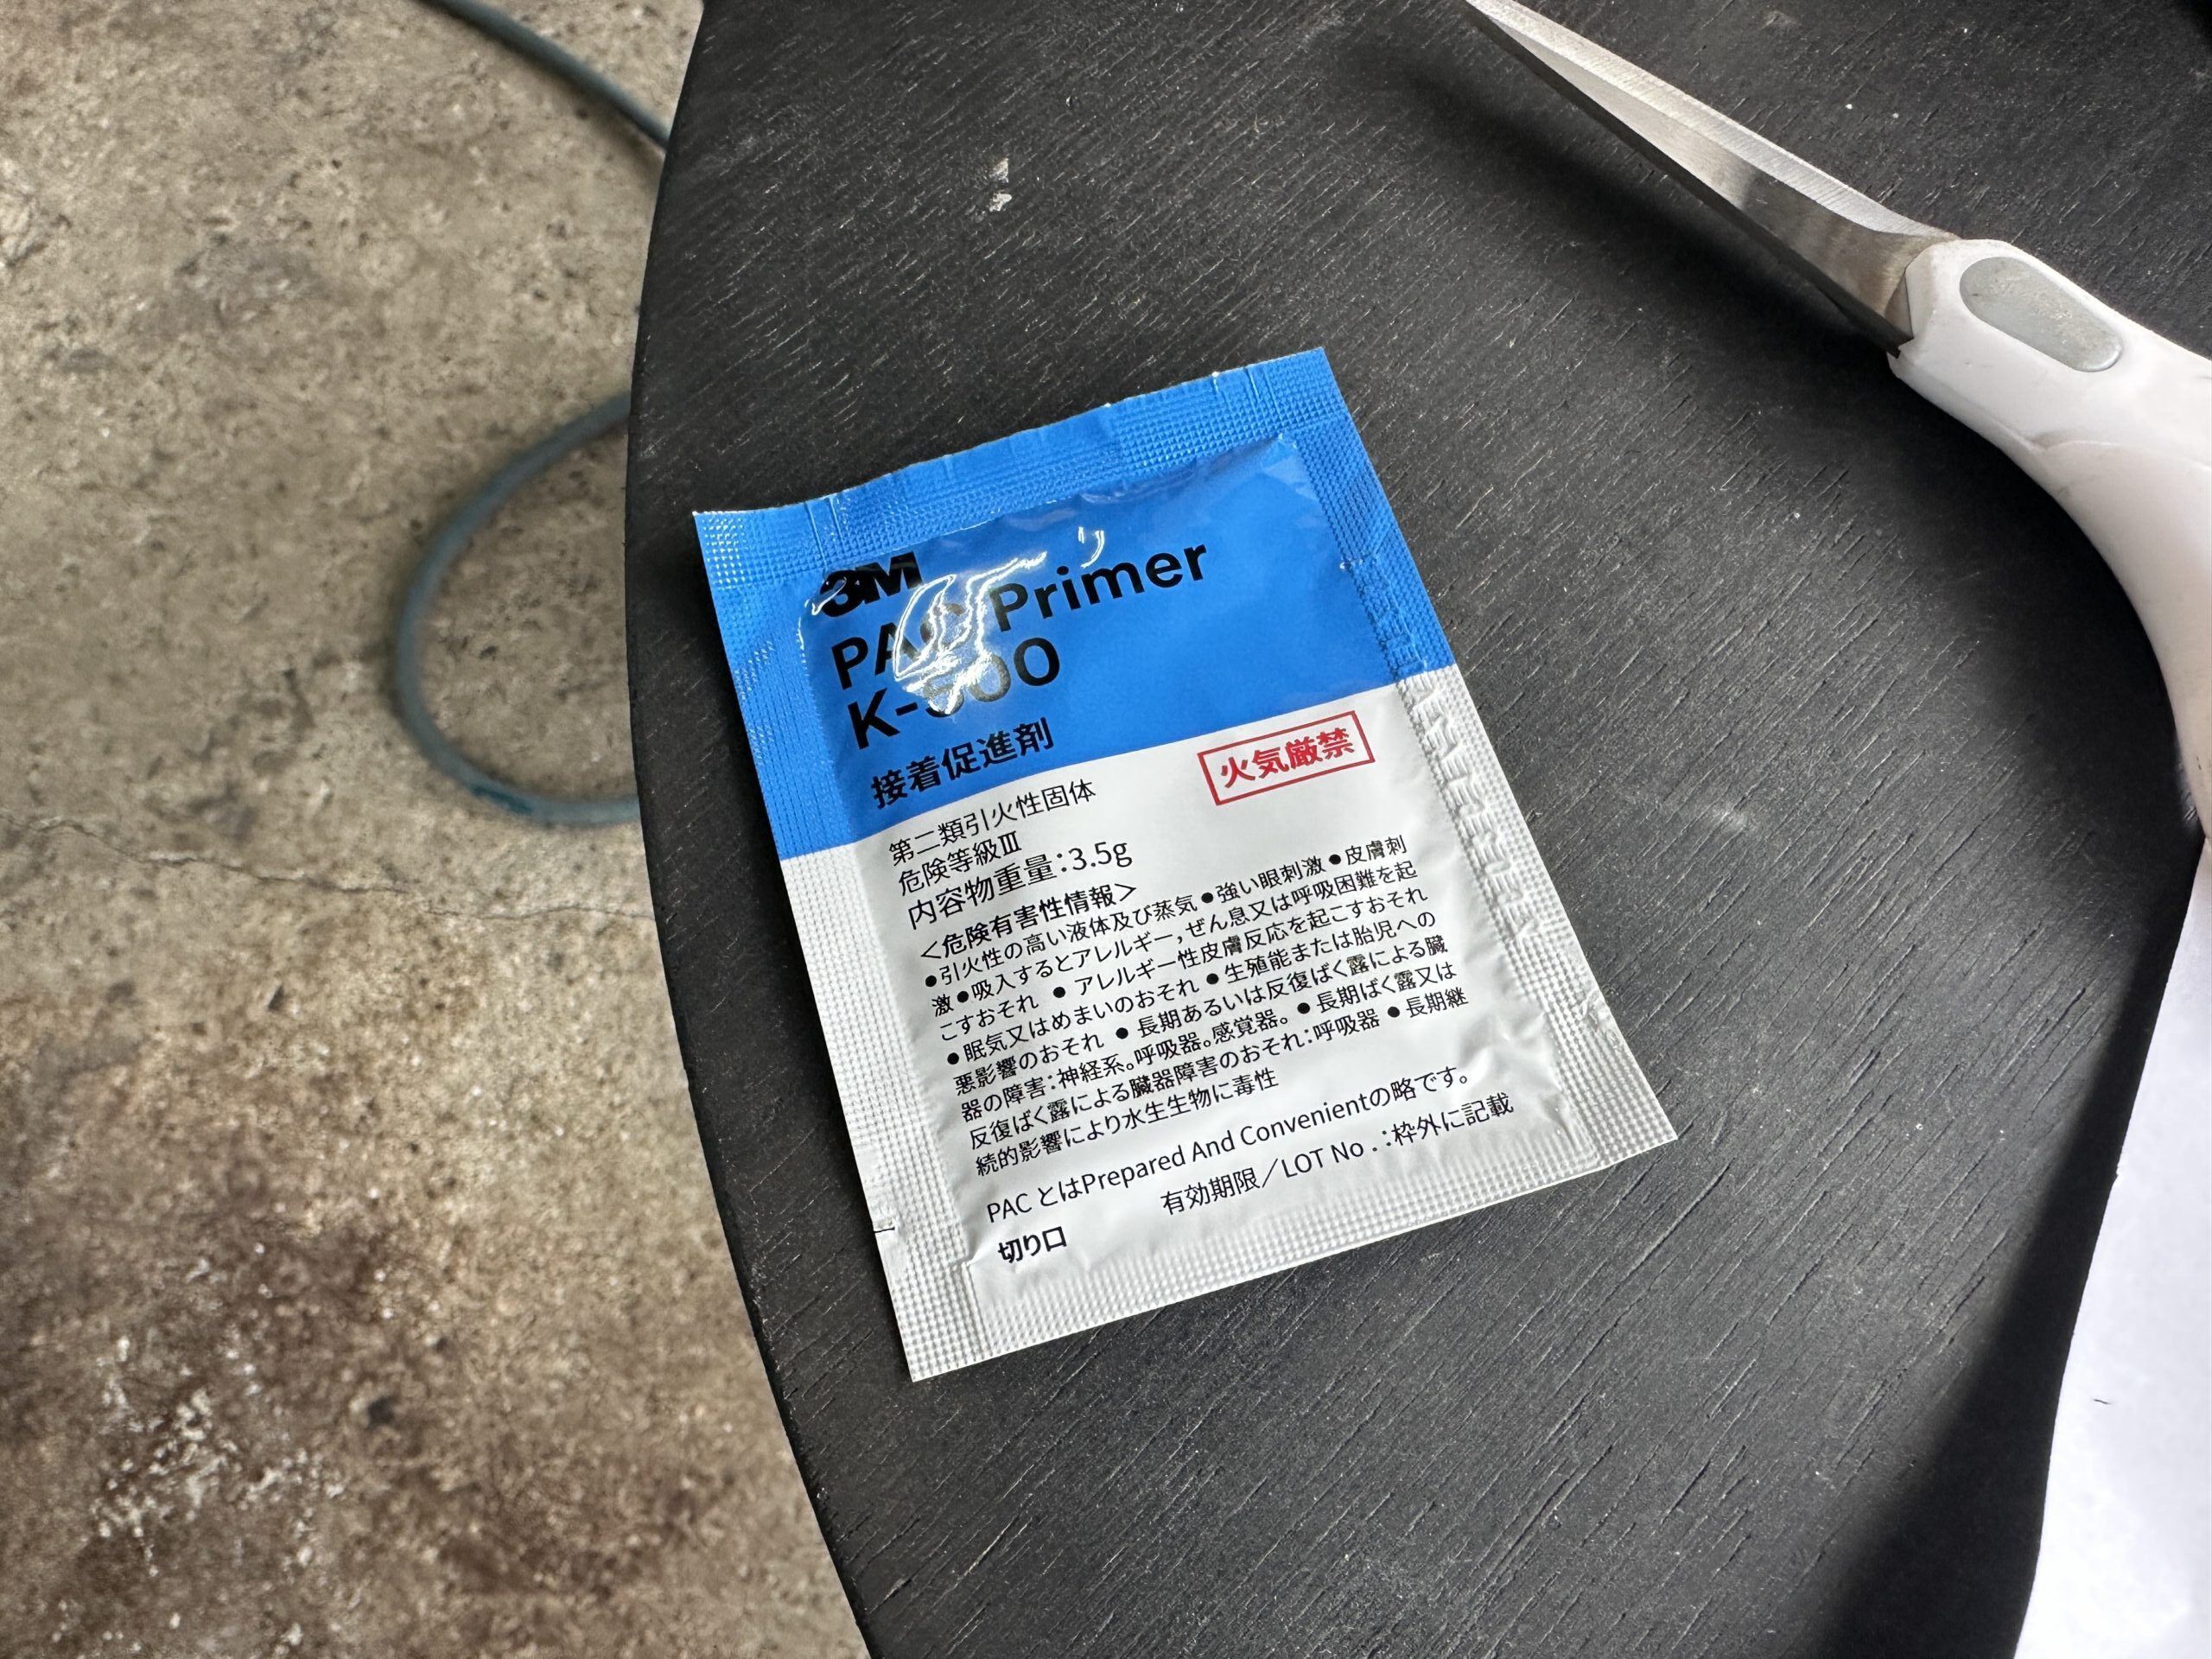 3M
PAC Primer
K-500
接着促進剤
火気厳禁
第二類引火性固体
危険等級Ⅲ
内容物重量:3.5g
<危険有害性情報>
●引火性の高い液体及び蒸気●強い眼刺激●皮膚刺
激●吸入するとアレルギー,ぜん息又は呼吸困難を起
こすおそれ ●アレルギー性皮膚反応を起こすおそれ
●眠気又はめまいのおそれ●生殖能または胎児への
悪影響のおそれ ●長期あるいは反復ばく露による臓
器の障害:神経系。呼吸器。感覚器。●長期ばく露又は
反復ばく露による臓器障害のおそれ:呼吸器 ●長期継
続的影響により水生生物に毒性
PAC とはPrepared And Convenientの略です。
有効期限/LOT No.:枠外に記載
切り口